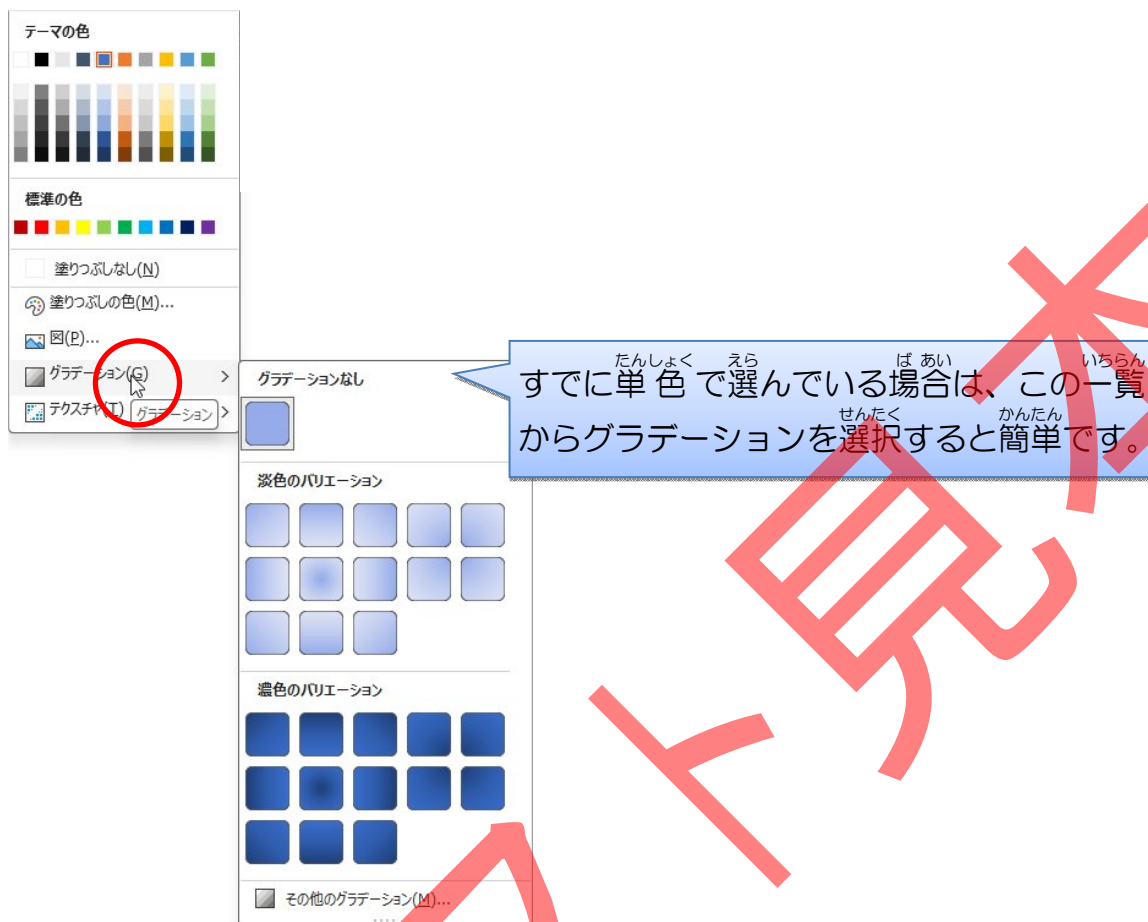 テーマの色
標準の色
塗りつぶしなし(N)
塗りつぶしの色(M)...
図(P)...
グラデーション(G)
テクスチャ(T)
グラデーション
グラデーションなし
淡色のバリエーション
濃色のバリエーション
その他のグラデーション(M)...
たんしょく えら ば あい いちらん
すでに単色で選んでいる場合は、この一覧
せんたく かんたん
からグラデーションを選択すると簡単です。
ト見本